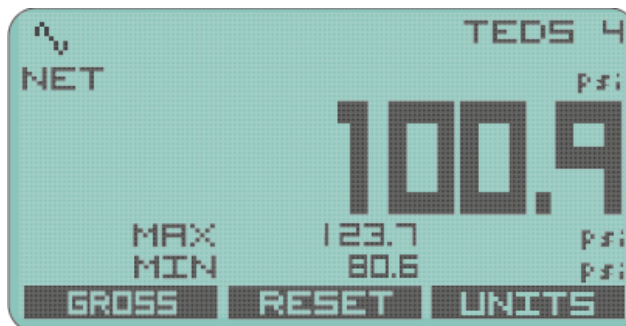 TEDS 4
NET
psi
100.9
MAX 123.7 psi
MIN 80.6 psi
GROSS RESET UNITS